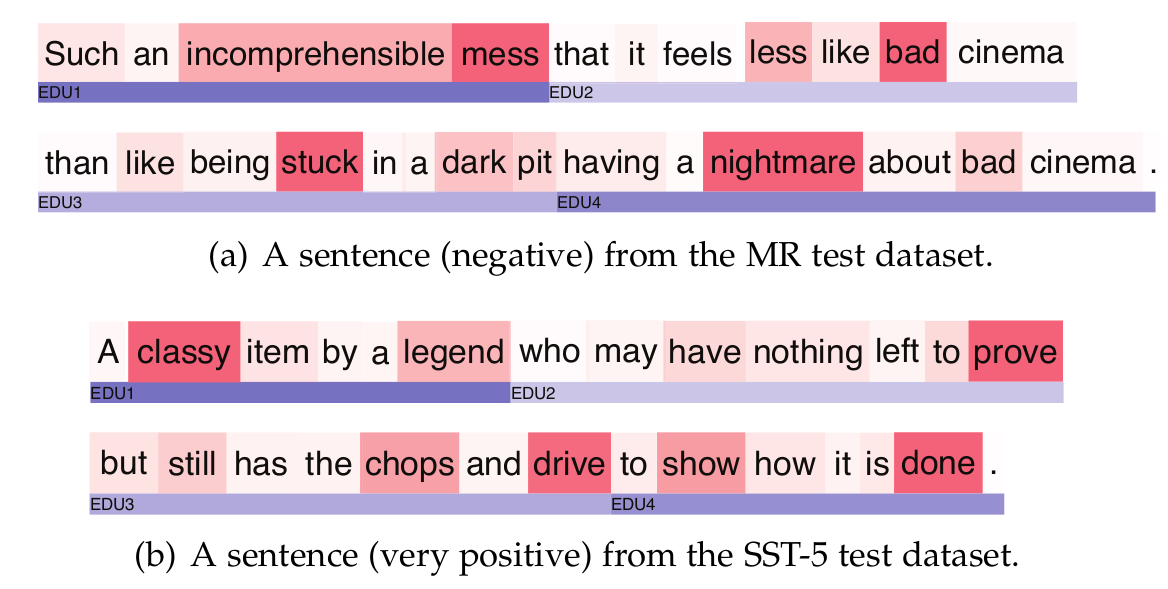 Such an incomprehensible mess that it feels less like bad cinema
EDU1 EDU2
than like being stuck in a dark pit having a nightmare about bad cinema .
EDU3 EDU4
(a) A sentence (negative) from the MR test dataset.
A classy item by a legend who may have nothing left to prove
EDU1 EDU2
but still has the chops and drive to show how it is done .
EDU3 EDU4
(b) A sentence (very positive) from the SST-5 test dataset.